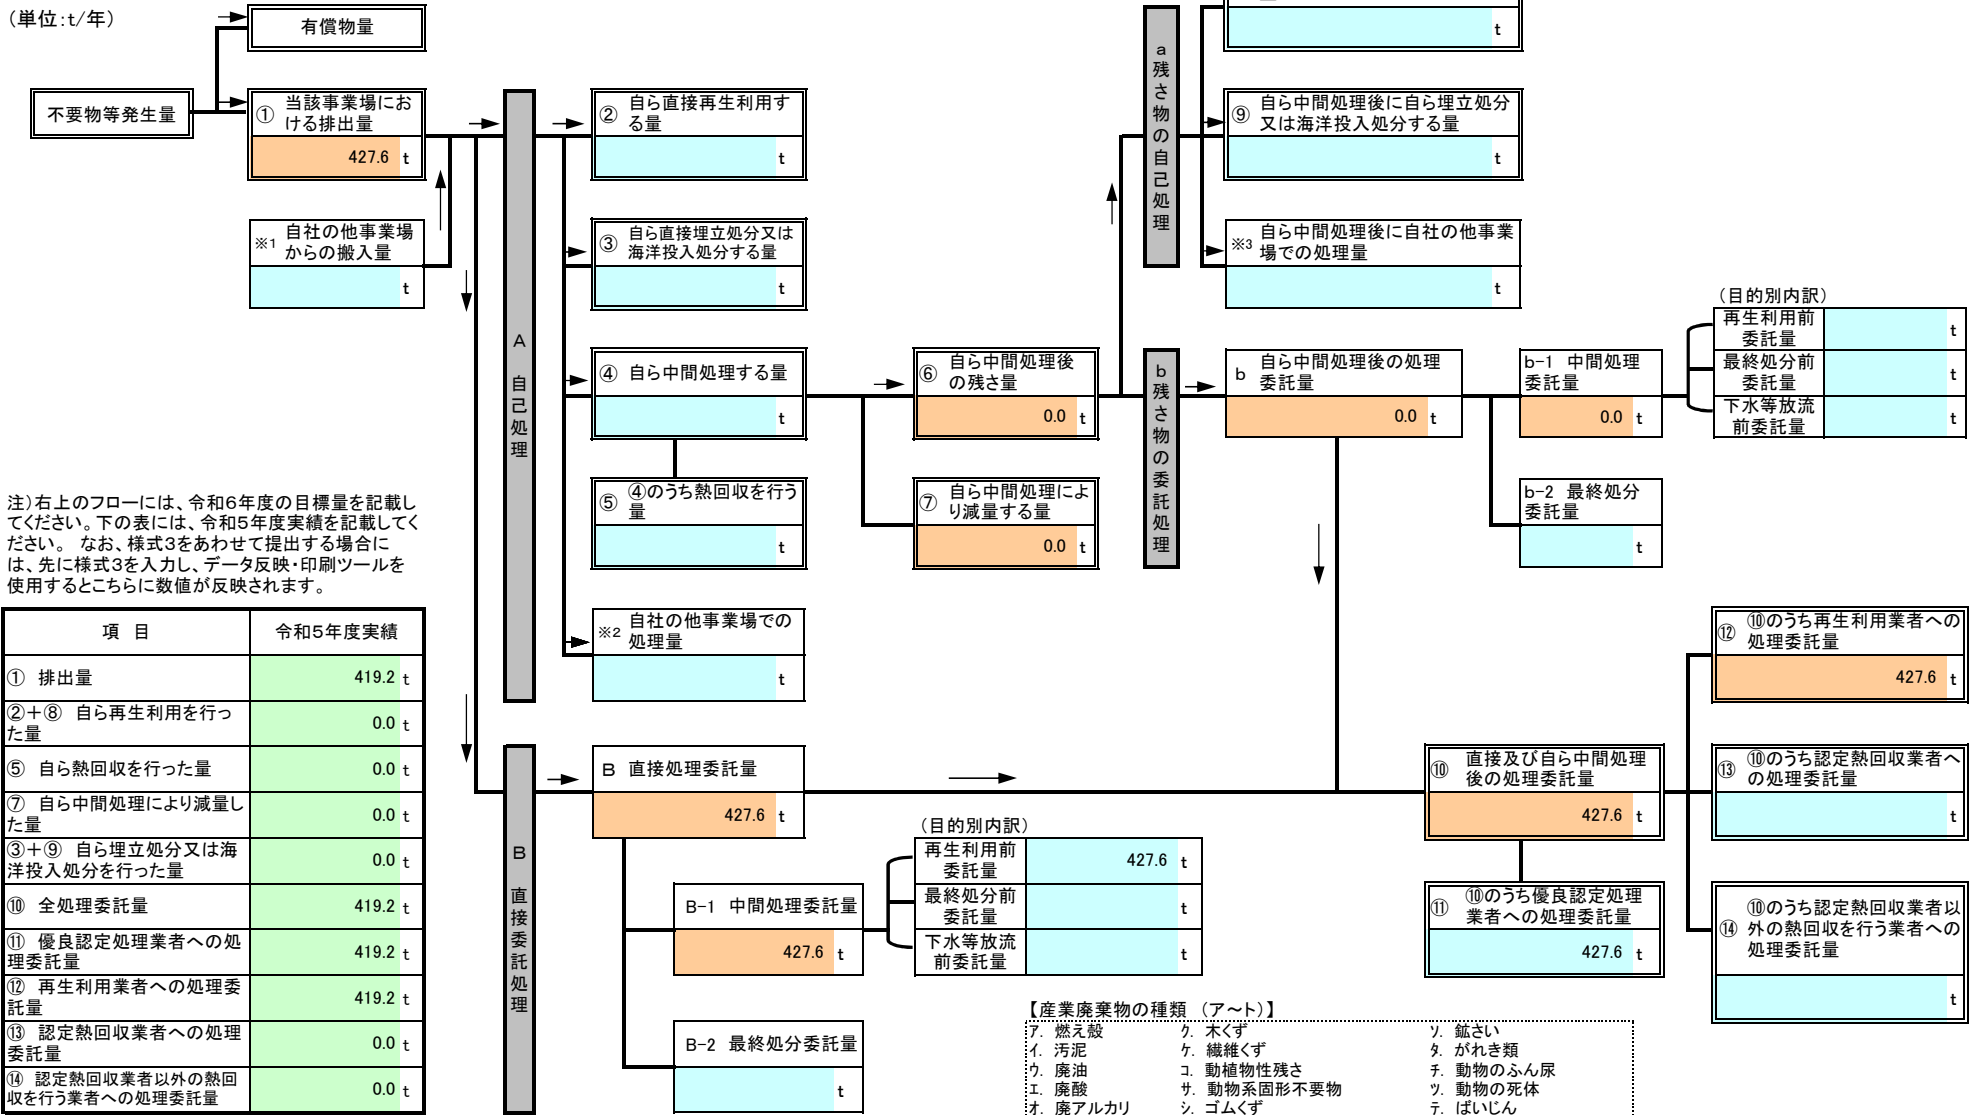 (単位:t/年)
有償物量
t
不要物等発生量
① 当該事業場にお
ける排出量
427.6 t
※1 自社の他事業場
からの搬入量
t
A 自己処理
② 自ら直接再生利用す
る量
t
③ 自ら直接埋立処分又は
海洋投入処分する量
t
④ 自ら中間処理する量
t
⑤ ④のうち熱回収を行う
量
t
※2 自社の他事業場での
処理量
t
⑥ 自ら中間処理後
の残さ量
0.0 t
⑦ 自ら中間処理によ
り減量する量
0.0 t
a 残さ物の自己処理
⑨ 自ら中間処理後に自ら埋立処分
又は海洋投入処分する量
t
※3 自ら中間処理後に自社の他事業
場での処理量
t
b 残さ物の委託処理
b 自ら中間処理後の処理
委託量
0.0 t
b-1 中間処理
委託量
0.0 t
b-2 最終処分
委託量
t
(目的別内訳)
再生利用前
委託量
t
最終処分前
委託量
t
下水等放流
前委託量
t
注)右上のフローには、令和6年度の目標量を記載し
てください。下の表には、令和5年度実績を記載してく
ださい。 なお、様式3をあわせて提出する場合に
は、先に様式3を入力し、データ反映・印刷ツールを
使用するとこちらに数値が反映されます。
項 目 令和5年度実績
① 排出量 419.2 t
②+⑧ 自ら再生利用を行っ
た量
0.0 t
⑤ 自ら熱回収を行った量 0.0 t
⑦ 自ら中間処理により減量し
た量
0.0 t
③+⑨ 自ら埋立処分又は海
洋投入処分を行った量
0.0 t
⑩ 全処理委託量 419.2 t
⑪ 優良認定処理業者への処
理委託量
419.2 t
⑫ 再生利用業者への処理委
託量
419.2 t
⑬ 認定熱回収業者への処理
委託量
0.0 t
⑭ 認定熱回収業者以外の熱回
収を行う業者への処理委託量
0.0 t
B 直接委託処理
B 直接処理委託量
427.6 t
B-1 中間処理委託量
427.6 t
B-2 最終処分委託量
t
(目的別内訳)
再生利用前
委託量
427.6 t
最終処分前
委託量
t
下水等放流
前委託量
t
⑩ 直接及び自ら中間処理
後の処理委託量
427.6 t
⑪ ⑩のうち優良認定処理
業者への処理委託量
427.6 t
⑫ ⑩のうち再生利用業者への
処理委託量
427.6 t
⑬ ⑩のうち認定熱回収業者へ
の処理委託量
t
⑭ ⑩のうち認定熱回収業者以
外の熱回収を行う業者への
処理委託量
t
【産業廃棄物の種類 (ア~ト)】
ア. 燃え殻 ク. 木くず ソ. 鉱さい
イ. 汚泥 ケ. 繊維くず タ. がれき類
ウ. 廃油 コ. 動植物性残さ チ. 動物のふん尿
エ. 廃酸 サ. 動物系固形不要物 ツ. 動物の死体
オ. 廃アルカリ シ. ゴムくず テ. ばいじん